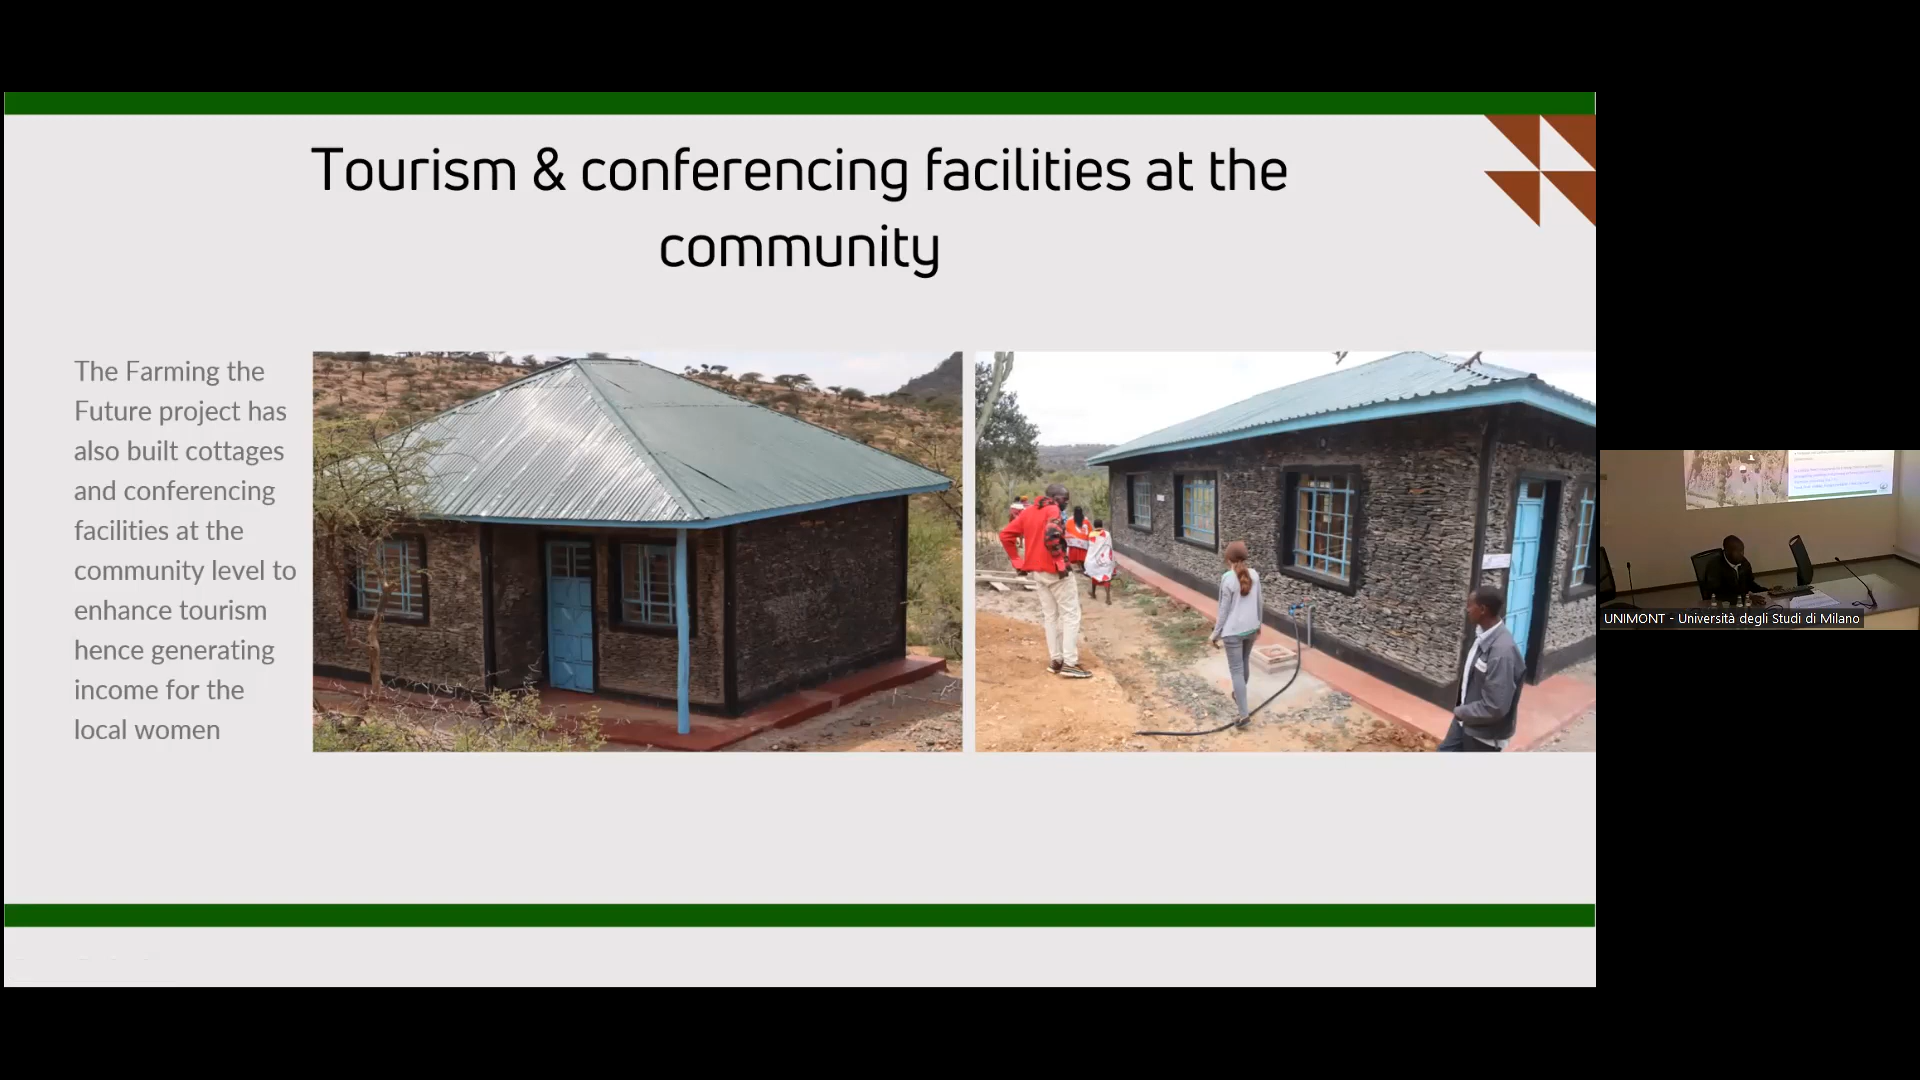 Tourism & conferencing facilities at the
community
The Farming the
Future project has
also built cottages
and conferencing
facilities at the
community level to
enhance tourism
hence generating
income for the
local women
UNIMONT - Università degli Studi di Milano